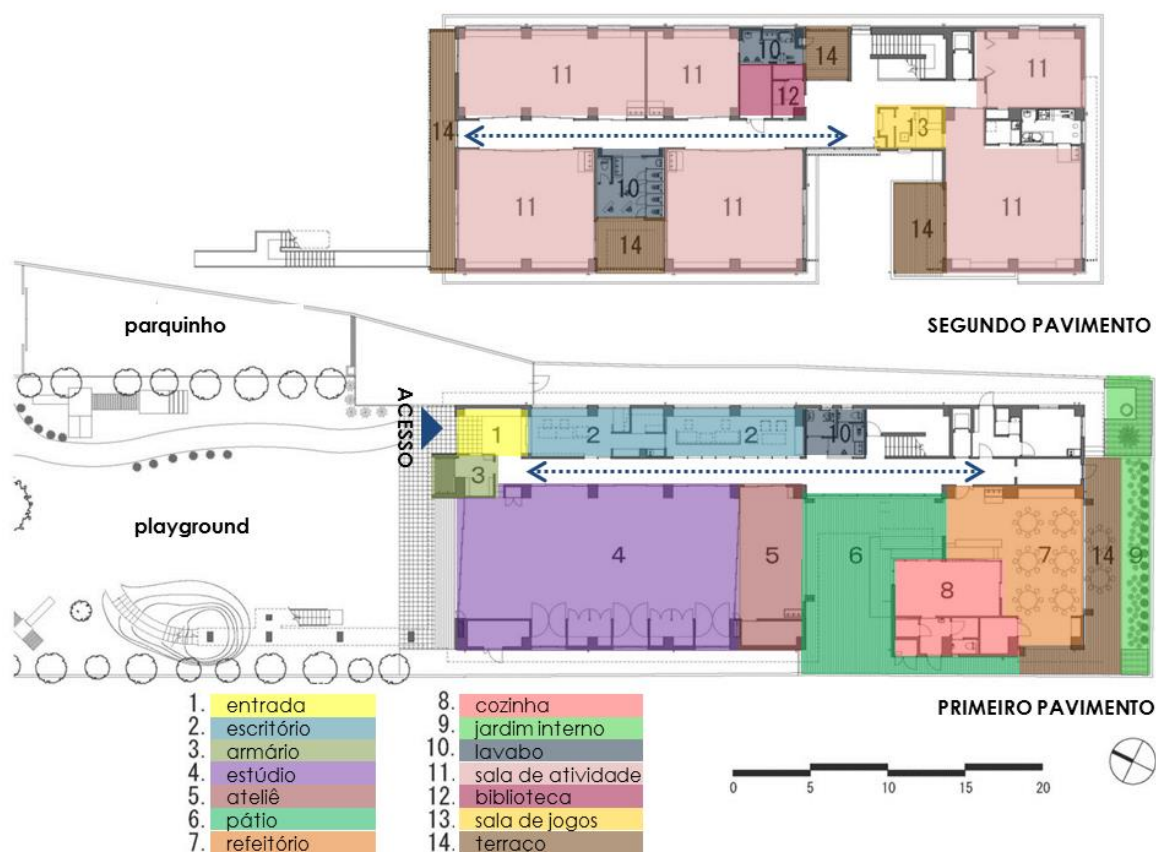 11 11 10 14 11
12
14 13
11 10 11 14 11
14
parquinho
SEGUNDO PAVIMENTO
ACESSO
1 2 2 10
3
playground
4 5 6 7 14 9
8
1. entrada
2. escritório
3. armário
4. estúdio
5. ateliê
6. pátio
7. refeitório
8. cozinha
9. jardim interno
10. lavabo
11. sala de atividade
12. biblioteca
13. sala de jogos
14. terraço
PRIMEIRO PAVIMENTO
0 5 10 15 20